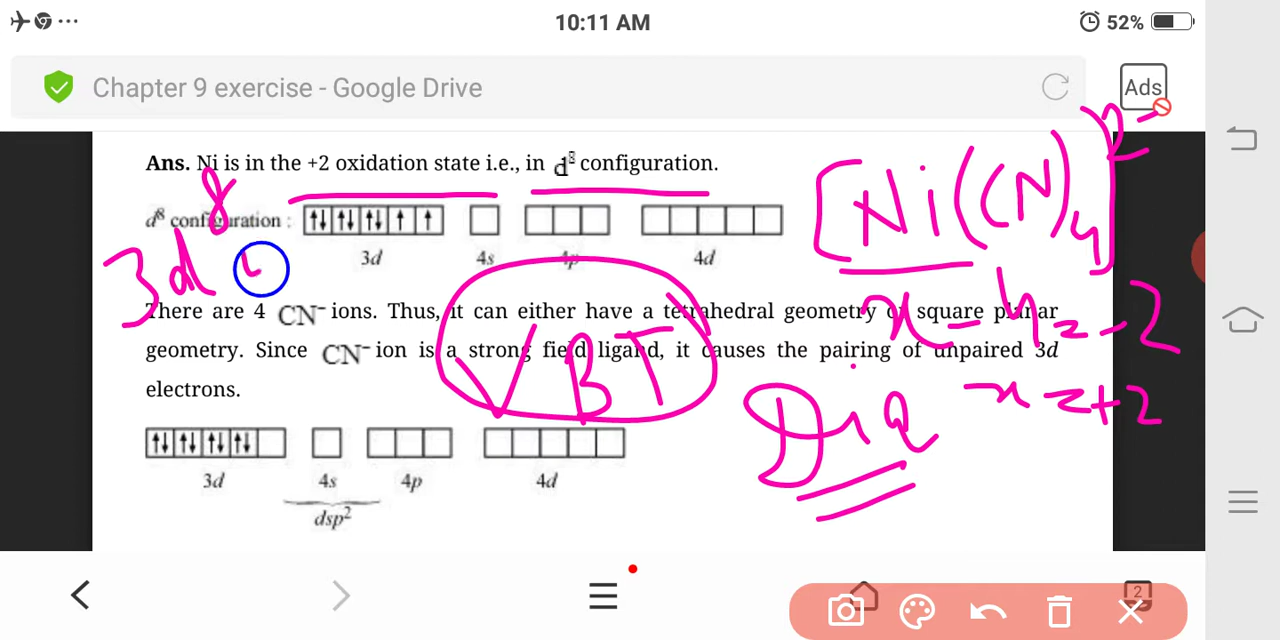 10:11 AM
52%
Chapter 9 exercise - Google Drive
Ads
Ans. Ni is in the +2 oxidation state i.e., in d⁸ configuration.
d⁸ configuration :
3d 4s 4p 4d
3d⁸
[Ni(CN)₄]²⁻
x - 4 = -2
x = +2
There are 4 CN⁻ ions. Thus, it can either have a tetrahedral geometry or square planar
geometry. Since CN⁻ ion is a strong field ligand, it causes the pairing of unpaired 3d
electrons.
VBT
3d 4s 4p 4d
dsp²
2